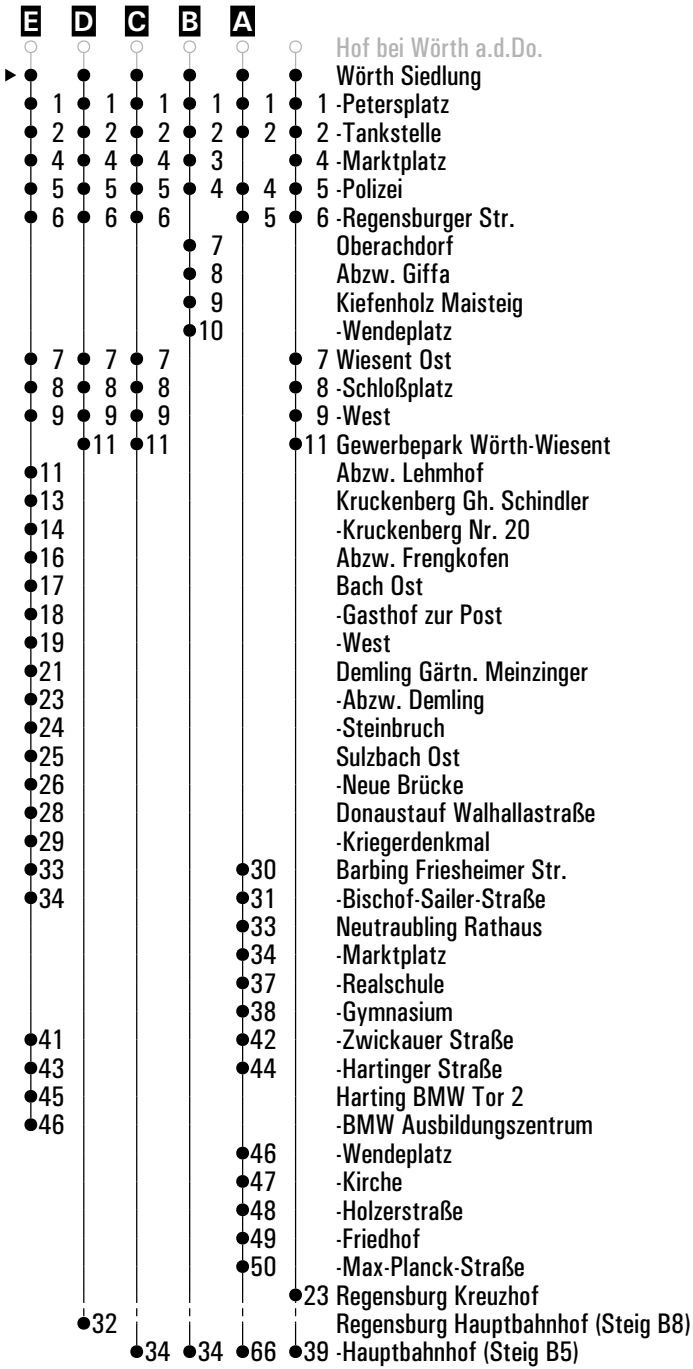 E D C B A
Hof bei Wörth a.d.Do.
Wörth Siedlung
1 1 1 1 1 1 -Petersplatz
2 2 2 2 2 2 -Tankstelle
4 4 4 3 4 -Marktplatz
5 5 5 4 4 5 -Polizei
6 6 6 5 6 -Regensburger Str.
7 Oberachdorf
8 Abzw. Giffa
9 Kiefenholz Maisteig
10 -Wendeplatz
7 7 7 7 Wiesent Ost
8 8 8 8 -Schloßplatz
9 9 9 9 -West
11 11 11 Gewerbepark Wörth-Wiesent
11 Abzw. Lehmhof
13 Kruckenberg Gh. Schindler
14 -Kruckenberg Nr. 20
16 Abzw. Frengkofen
17 Bach Ost
18 -Gasthof zur Post
19 -West
21 Demling Gärtn. Meinzinger
23 -Abzw. Demling
24 -Steinbruch
25 Sulzbach Ost
26 -Neue Brücke
28 Donaustauf Walhallastraße
29 -Kriegerdenkmal
33 30 Barbing Friesheimer Str.
34 31 -Bischof-Sailer-Straße
33 Neutraubling Rathaus
34 -Marktplatz
37 -Realschule
38 -Gymnasium
41 42 -Zwickauer Straße
43 44 -Hartinger Straße
45 Harting BMW Tor 2
46 -BMW Ausbildungszentrum
46 -Wendeplatz
47 -Kirche
48 -Holzerstraße
49 -Friedhof
50 -Max-Planck-Straße
23 Regensburg Kreuzhof
32 Regensburg Hauptbahnhof (Steig B8)
34 34 66 39 -Hauptbahnhof (Steig B5)